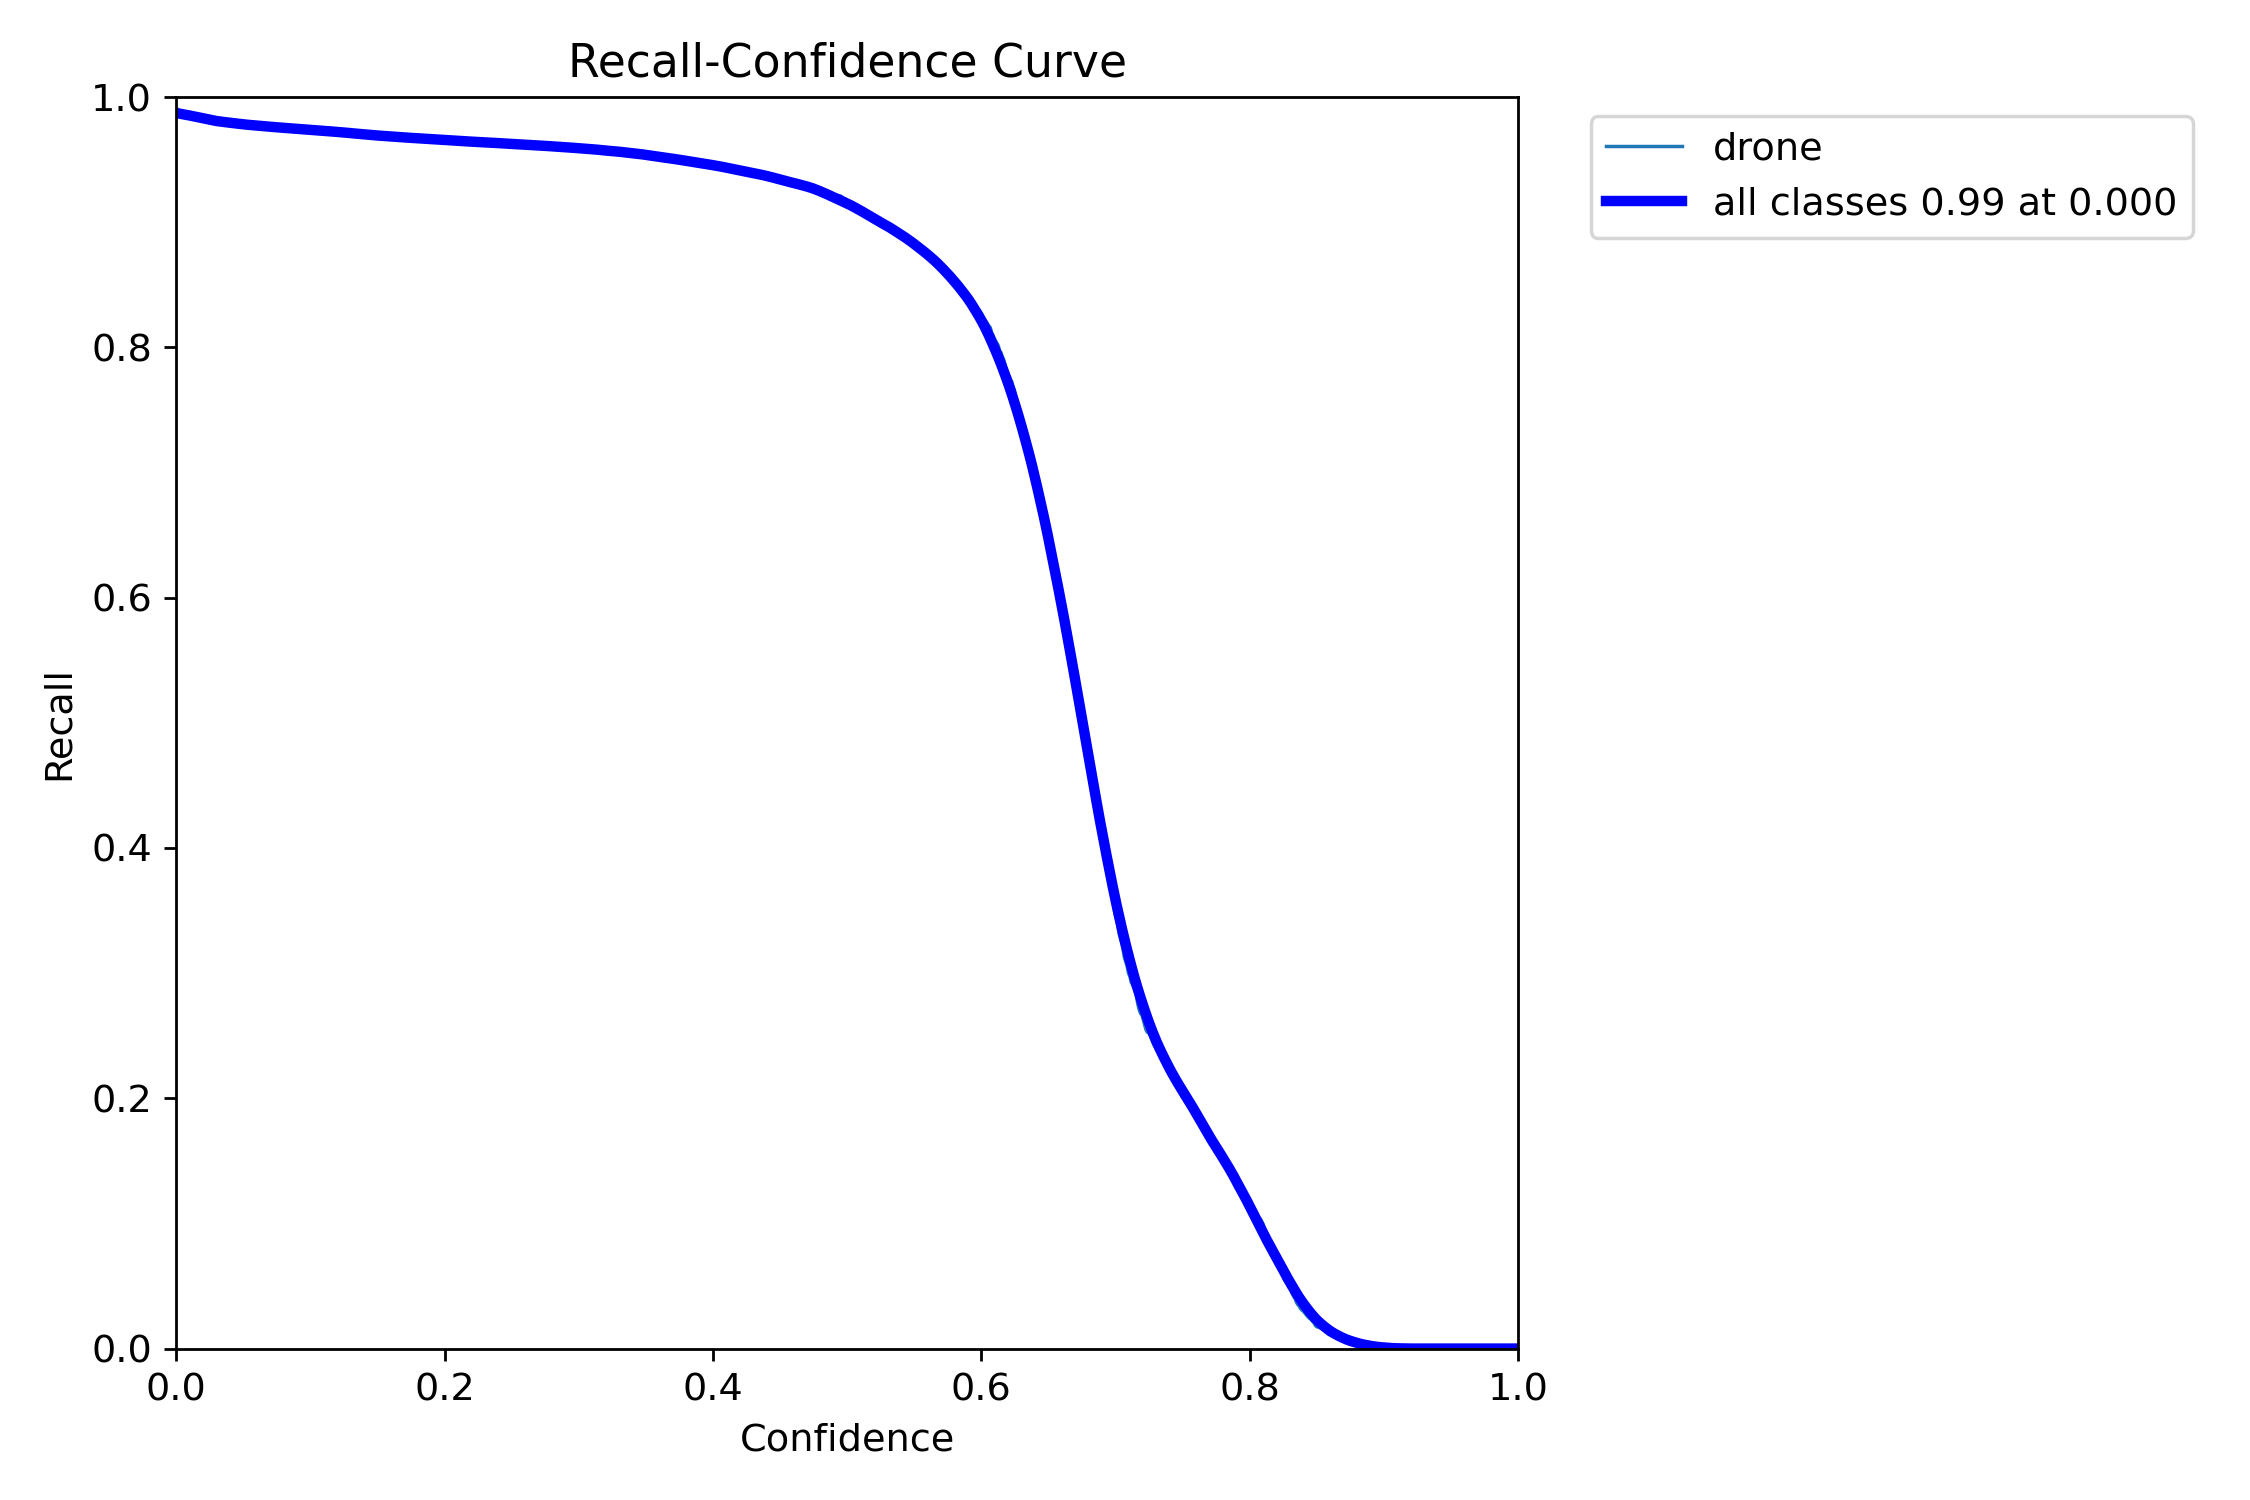 Recall-Confidence Curve
1.0
0.8
0.6
0.4
0.2
0.0
Recall
0.0 0.2 0.4 0.6 0.8 1.0
Confidence
drone
all classes 0.99 at 0.000